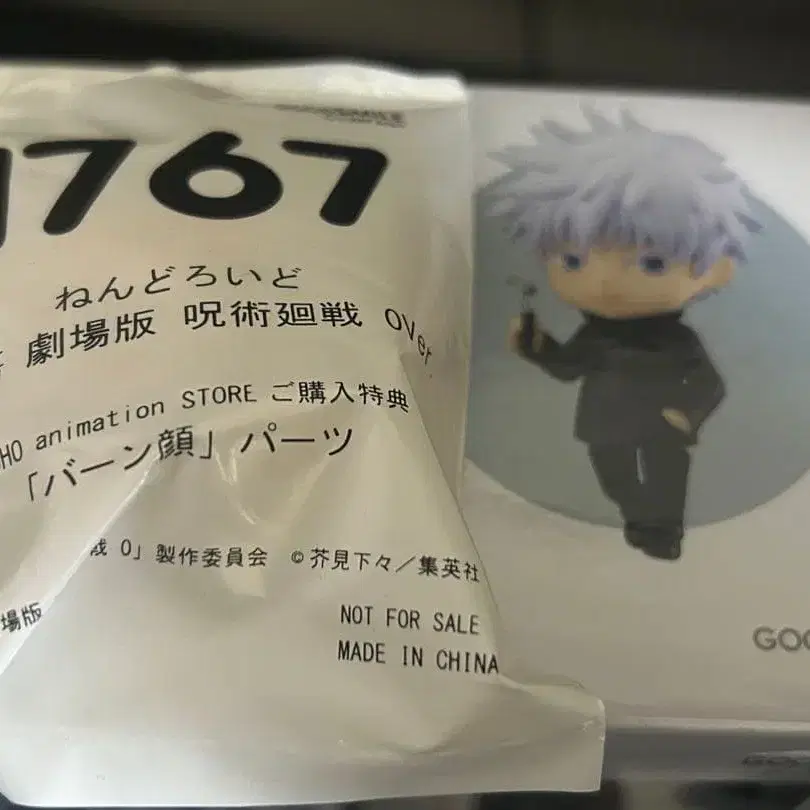 1767
ねんどろいど
劇場版 呪術廻戦 0Ver.
HO animation STORE ご購入特典
「バーン顔」パーツ
戦 0」製作委員会 ©芥見下々／集英社
場版
NOT FOR SALE
MADE IN CHINA
GOO